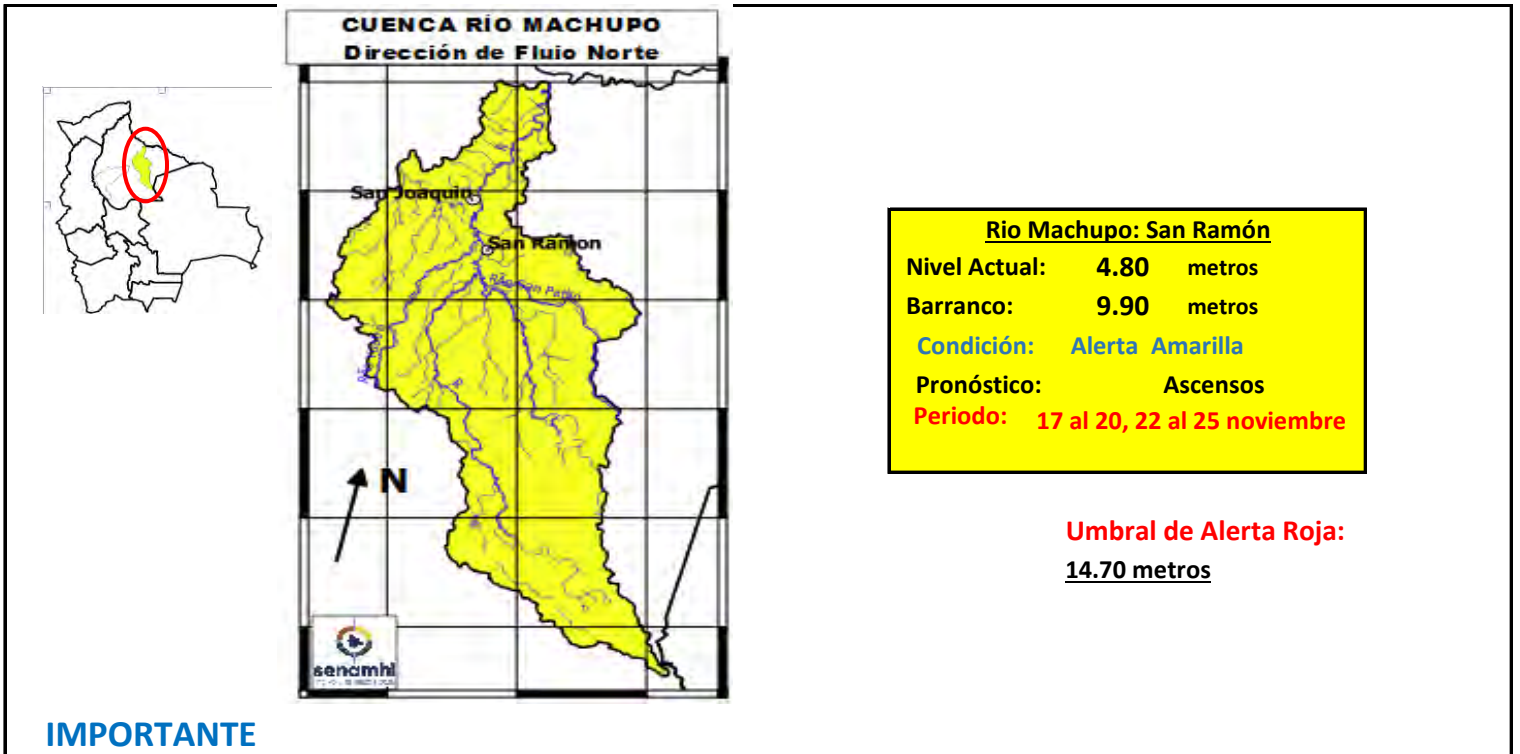 CUENCA RÍO MACHUPO
Dirección de Flujo Norte
San Joaquin
San Ramon
N
senamhi
Rio Machupo: San Ramón
Nivel Actual: 4.80 metros
Barranco: 9.90 metros
Condición: Alerta Amarilla
Pronóstico: Ascensos
Periodo: 17 al 20, 22 al 25 noviembre
Umbral de Alerta Roja:
14.70 metros
IMPORTANTE